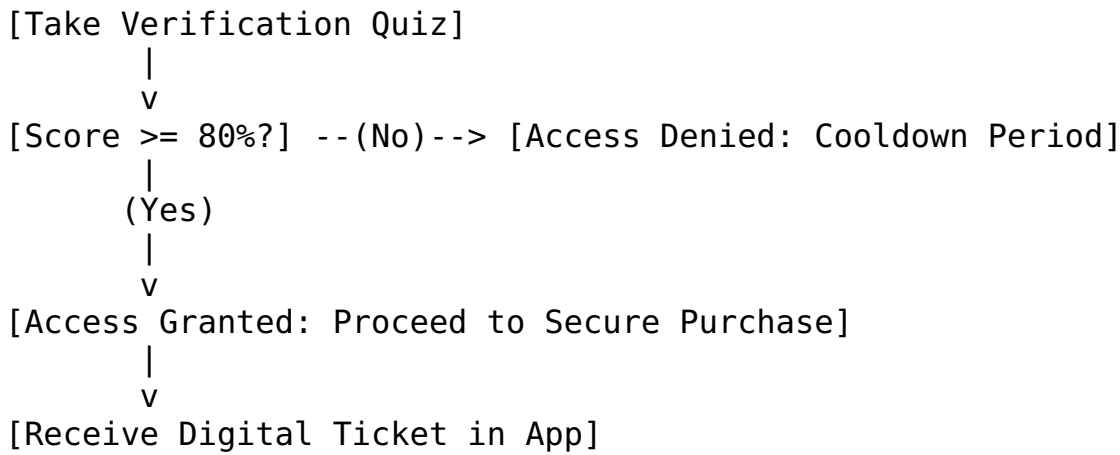 [Take Verification Quiz]
|
v
[Score >= 80%?] --(No)--> [Access Denied: Cooldown Period]
|
(Yes)
|
v
[Access Granted: Proceed to Secure Purchase]
|
v
[Receive Digital Ticket in App]